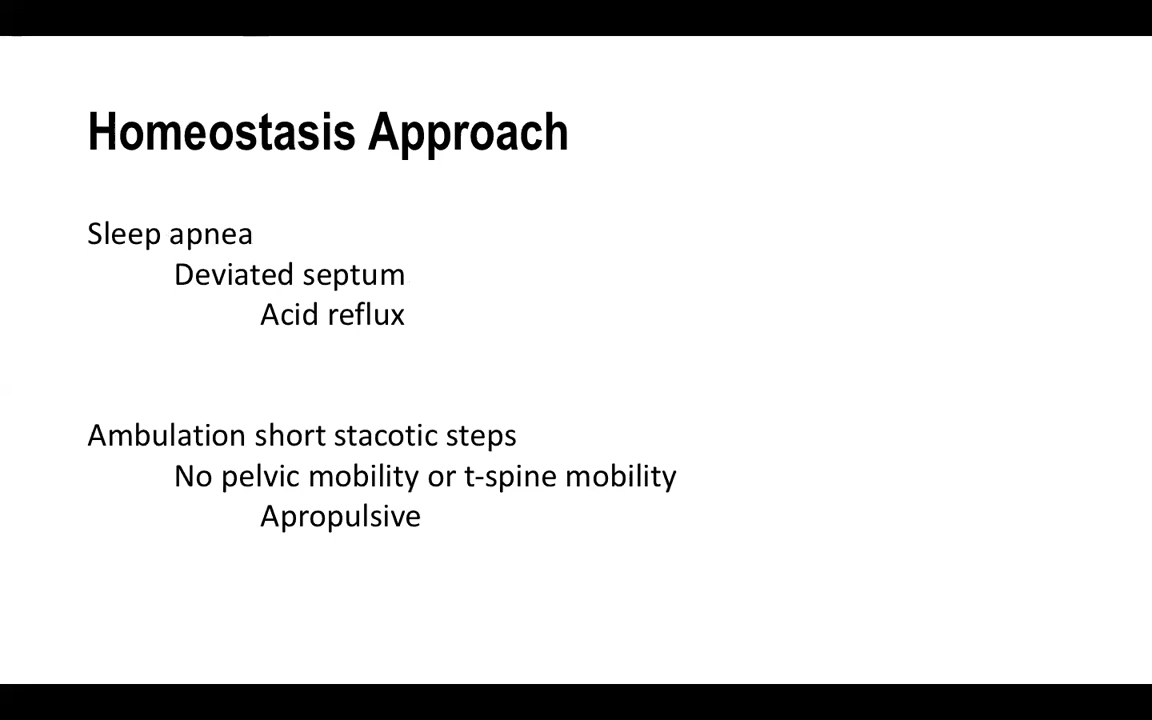 Homeostasis Approach
Sleep apnea
Deviated septum
Acid reflux
Ambulation short stacotic steps
No pelvic mobility or t-spine mobility
Apropulsive